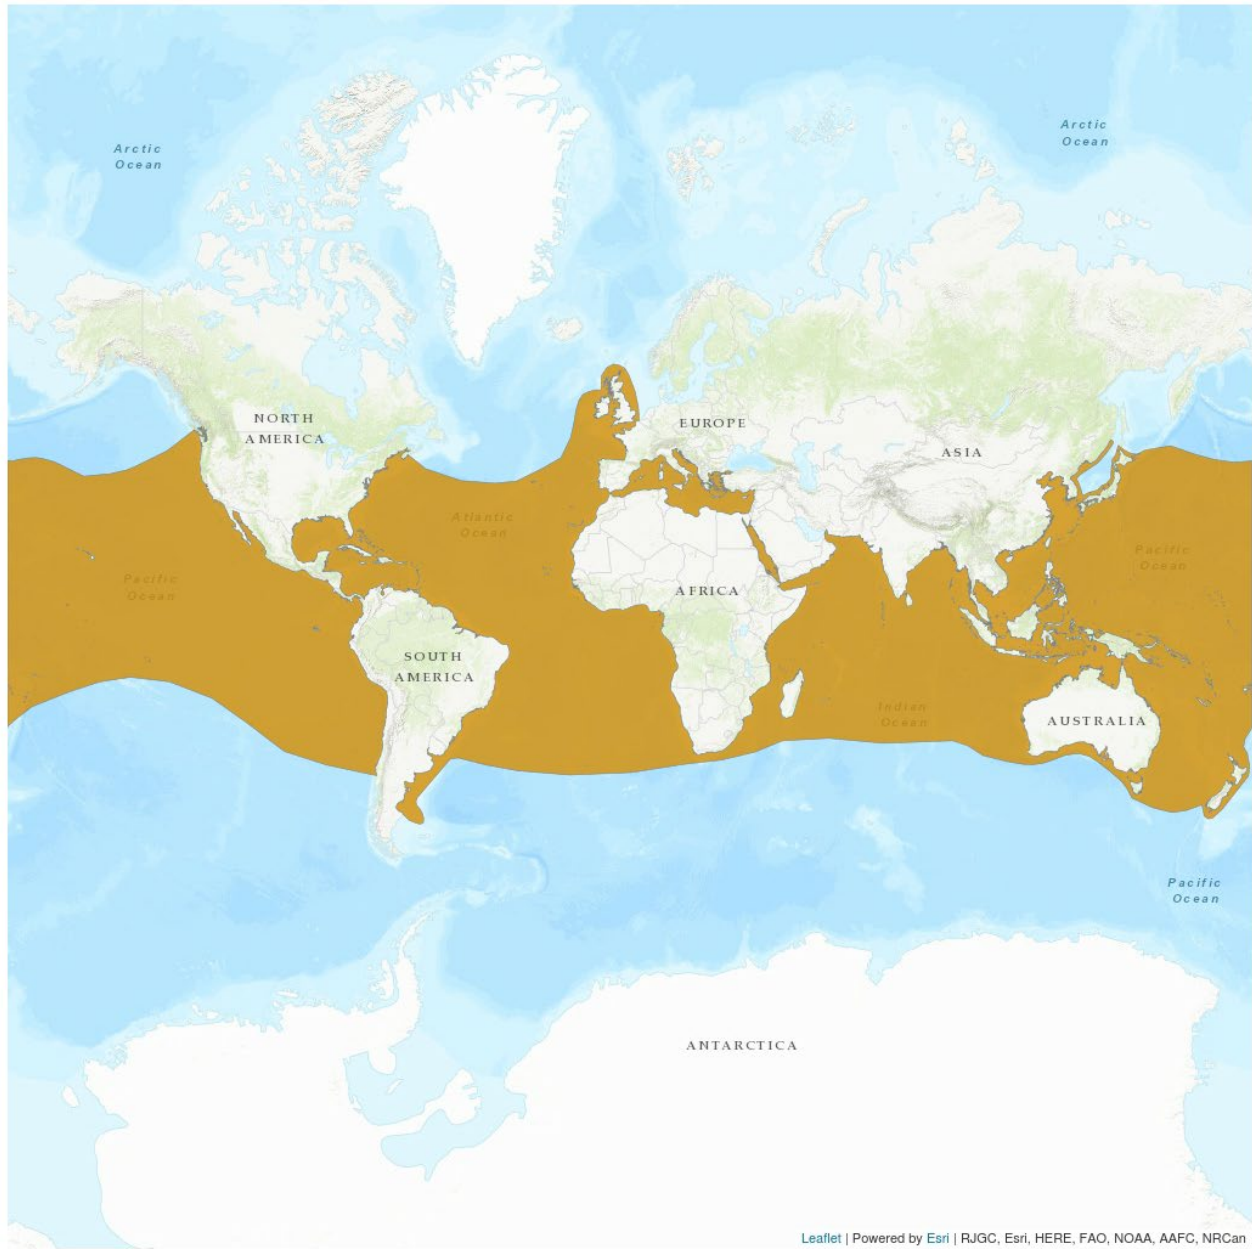 Arctic
Ocean
Arctic
Ocean
NORTH
AMERICA
EUROPE
ASIA
Atlantic
Ocean
Pacific
Ocean
Pacific
Ocean
AFRICA
SOUTH
AMERICA
Indian
Ocean
AUSTRALIA
Pacific
Ocean
ANTARCTICA
Leaflet | Powered by Esri | RJGC, Esri, HERE, FAO, NOAA, AAFC, NRCan